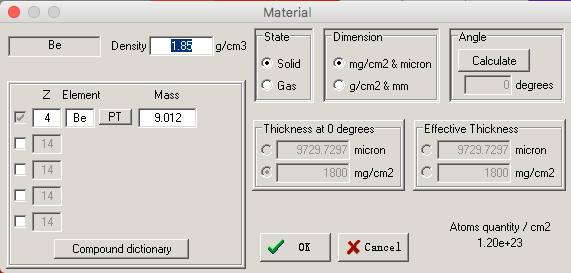 Material
Be Density 1.85 g/cm3
State
Solid
Gas
Dimension
mg/cm2 & micron
g/cm2 & mm
Angle
Calculate
0 degrees
Z Element Mass
4 Be PT 9.012
14
14
14
14
Compound dictionary
Thickness at 0 degrees
9729.7297 micron
1800 mg/cm2
Effective Thickness
9729.7297 micron
1800 mg/cm2
OK
Cancel
Atoms quantity / cm2
1.20e+23